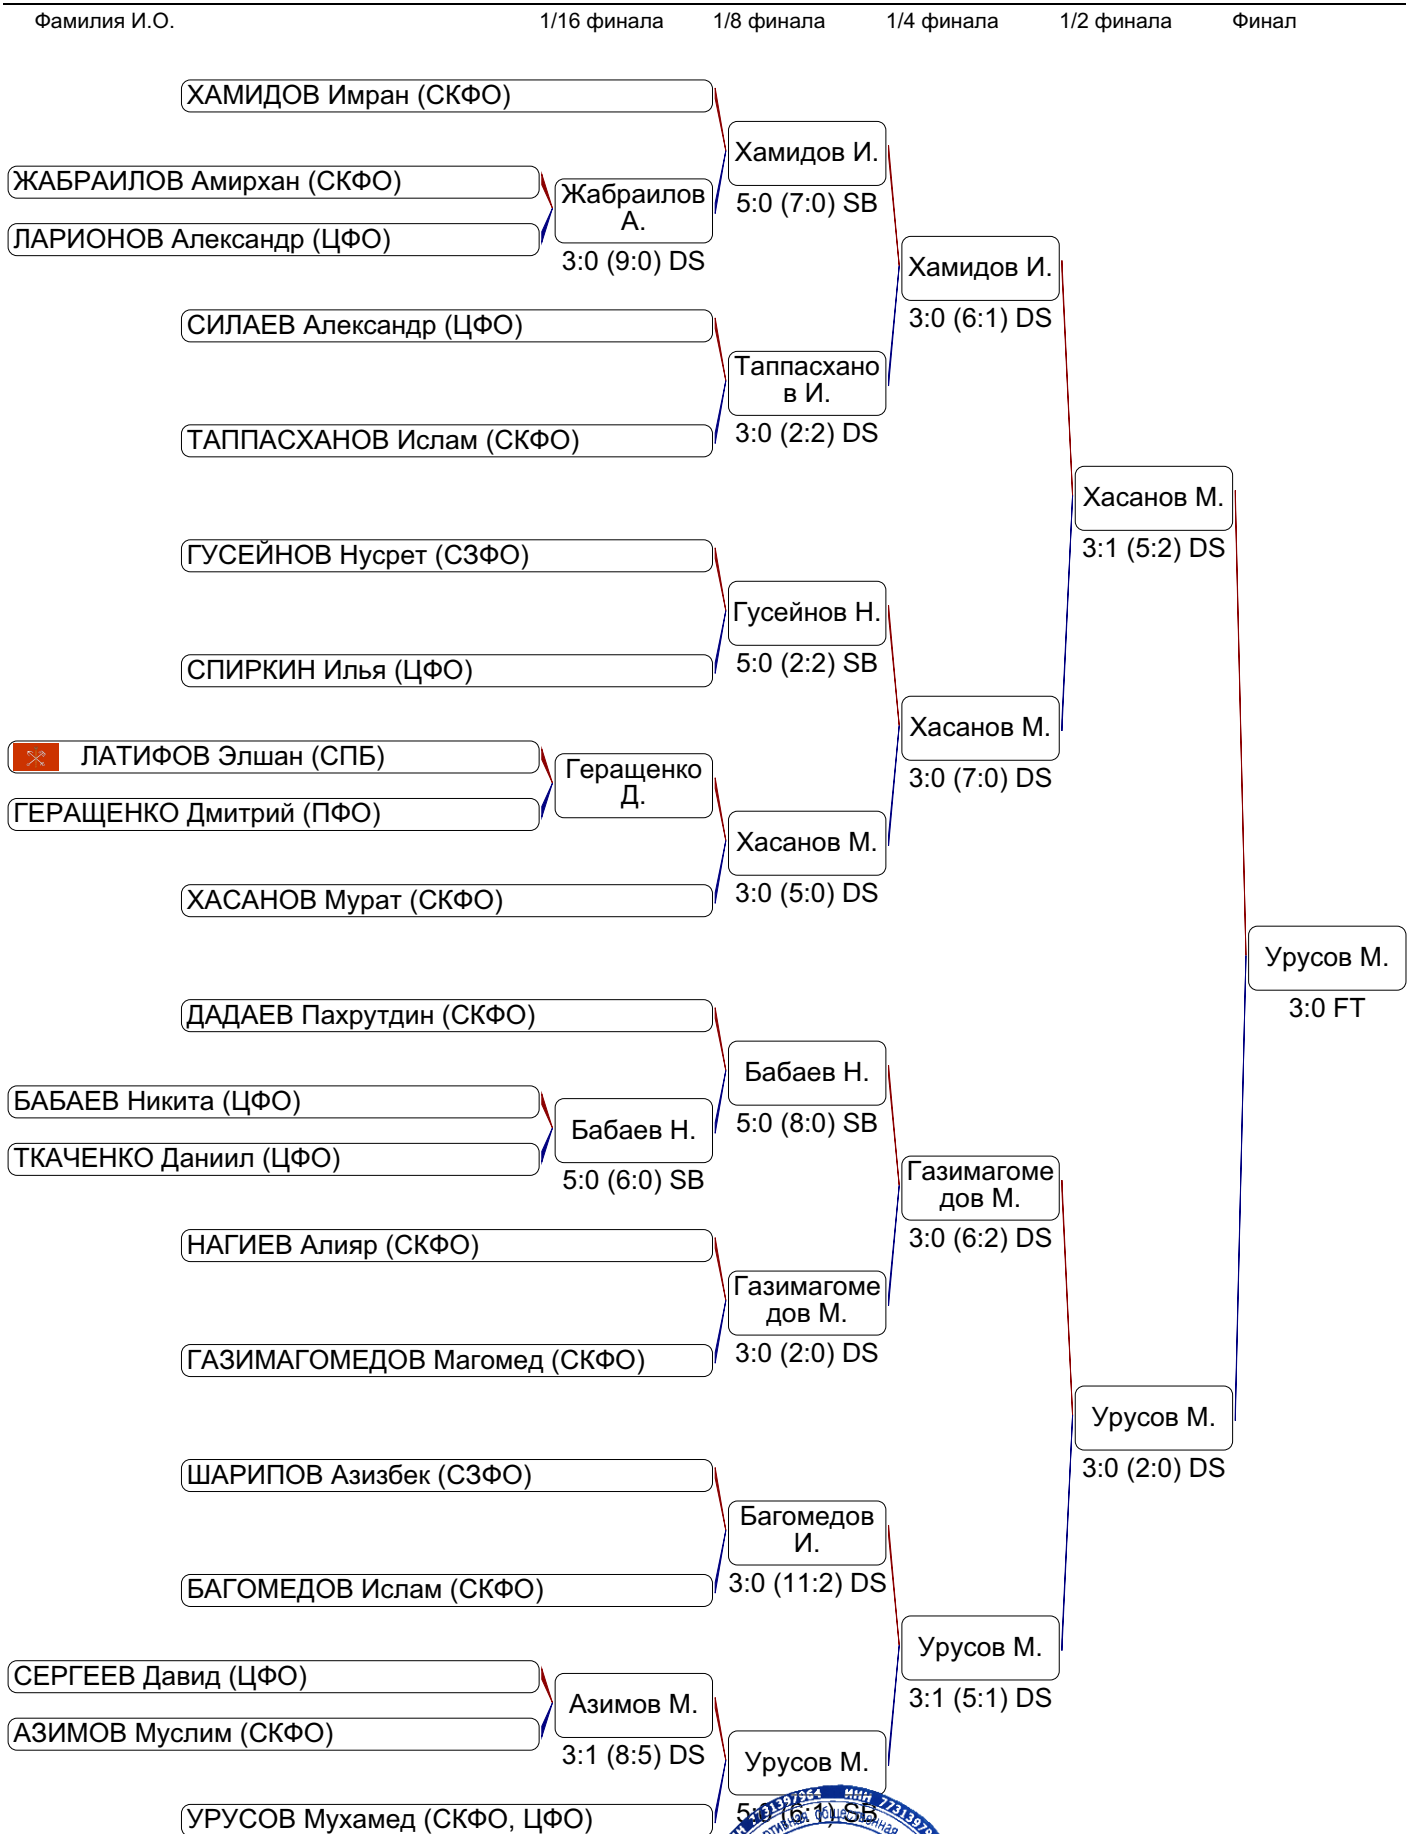 Фамилия И.О. 1/16 финала 1/8 финала 1/4 финала 1/2 финала Финал
ХАМИДОВ Имран (СКФО)
Хамидов И.
ЖАБРАИЛОВ Амирхан (СКФО)
Жабраилов
А.
5:0 (7:0) SB
ЛАРИОНОВ Александр (ЦФО)
3:0 (9:0) DS
Хамидов И.
3:0 (6:1) DS
СИЛАЕВ Александр (ЦФО)
Таппасхано
в И.
3:0 (2:2) DS
ТАППАСХАНОВ Ислам (СКФО)
Хасанов М.
3:1 (5:2) DS
ГУСЕЙНОВ Нусрет (СЗФО)
Гусейнов Н.
5:0 (2:2) SB
СПИРКИН Илья (ЦФО)
Хасанов М.
3:0 (7:0) DS
ЛАТИФОВ Элшан (СПБ)
Геращенко
Д.
ГЕРАЩЕНКО Дмитрий (ПФО)
Хасанов М.
3:0 (5:0) DS
ХАСАНОВ Мурат (СКФО)
Урусов М.
3:0 FT
ДАДАЕВ Пахрутдин (СКФО)
Бабаев Н.
5:0 (8:0) SB
БАБАЕВ Никита (ЦФО)
Бабаев Н.
ТКАЧЕНКО Даниил (ЦФО)
5:0 (6:0) SB
Газимагоме
дов М.
3:0 (6:2) DS
НАГИЕВ Алияр (СКФО)
Газимагоме
дов М.
3:0 (2:0) DS
ГАЗИМАГОМЕДОВ Магомед (СКФО)
Урусов М.
3:0 (2:0) DS
ШАРИПОВ Азизбек (СЗФО)
Багомедов
И.
3:0 (11:2) DS
БАГОМЕДОВ Ислам (СКФО)
Урусов М.
3:1 (5:1) DS
СЕРГЕЕВ Давид (ЦФО)
Азимов М.
АЗИМОВ Муслим (СКФО)
3:1 (8:5) DS
Урусов М.
5:0 (6:1) SB
УРУСОВ Мухамед (СКФО, ЦФО)